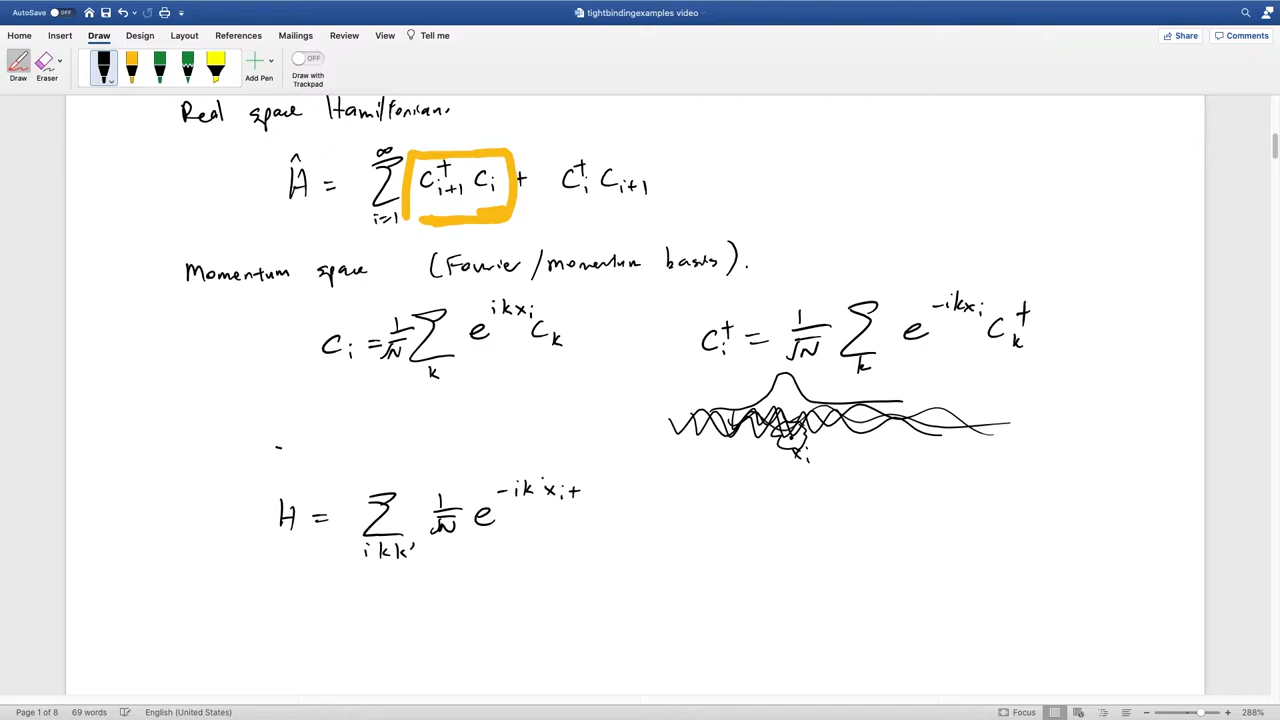 AutoSave OFF tightbindingexamples video
Home Insert Draw Design Layout References Mailings Review View Tell me Share Comments
Draw Eraser Add Pen OFF Draw with Trackpad
Real space Hamiltonian.
Ĥ = ∑_{i=1}^{∞} c†_{i+1} c_i + c†_i c_{i+1}
Momentum space (Fourier/momentum basis).
c_i = 1/√N ∑_k e^{ikx_i} c_k c_i† = 1/√N ∑_k e^{-ikx_i} c_k†
x_i
H = ∑_{ikk'} 1/√N e^{-ik'x_{i+}}
Page 1 of 8 69 words English (United States) Focus 288%